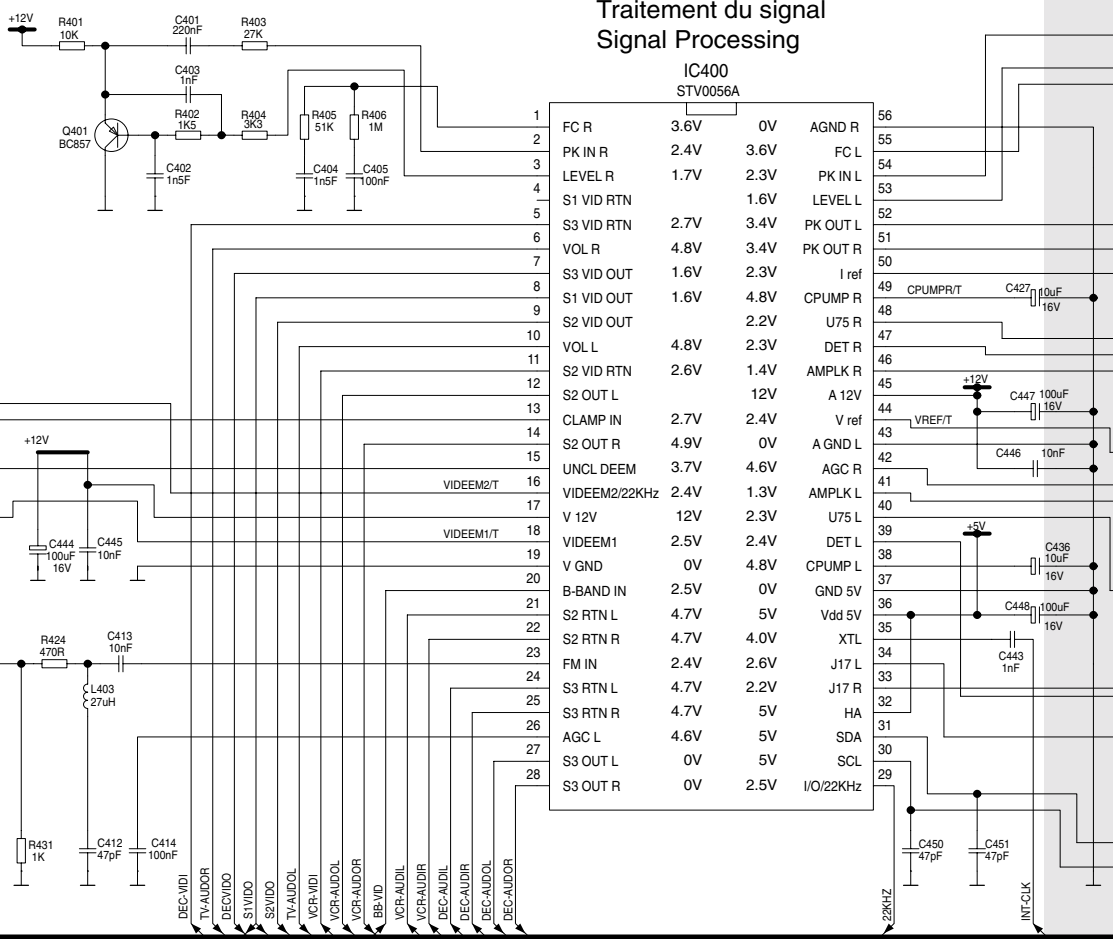 Traitement du signal
Signal Processing
IC400
STV0056A
+12V
R401
10K
C401
220nF
R403
27K
C403
1nF
Q401
BC857
R402
1K5
R404
3K3
C402
1n5F
R405
51K
R406
1M
C404
1n5F
C405
100nF
1 FC R 3.6V 0V AGND R 56
2 PK IN R 2.4V 3.6V FC L 55
3 LEVEL R 1.7V 2.3V PK IN L 54
4 S1 VID RTN 1.6V LEVEL L 53
5 S3 VID RTN 2.7V 3.4V PK OUT L 52
6 VOL R 4.8V 3.4V PK OUT R 51
7 S3 VID OUT 1.6V 2.3V I ref 50
8 S1 VID OUT 1.6V 4.8V CPUMP R 49
9 S2 VID OUT 2.2V U75 R 48
10 VOL L 4.8V 2.3V DET R 47
11 S2 VID RTN 2.6V 1.4V AMPLK R 46
12 S2 OUT L 12V A 12V 45
13 CLAMP IN 2.7V 2.4V V ref 44
14 S2 OUT R 4.9V 0V A GND L 43
15 UNCL DEEM 3.7V 4.6V AGC R 42
16 VIDEEM2/22KHz 2.4V 1.3V AMPLK L 41
17 V 12V 12V 2.3V U75 L 40
18 VIDEEM1 2.5V 2.4V DET L 39
19 V GND 0V 4.8V CPUMP L 38
20 B-BAND IN 2.5V 0V GND 5V 37
21 S2 RTN L 4.7V 5V Vdd 5V 36
22 S2 RTN R 4.7V 4.0V XTL 35
23 FM IN 2.4V 2.6V J17 L 34
24 S3 RTN L 4.7V 2.2V J17 R 33
25 S3 RTN R 4.7V 5V HA 32
26 AGC L 4.6V 5V SDA 31
27 S3 OUT L 0V 5V SCL 30
28 S3 OUT R 0V 2.5V I/O/22KHz 29
CPUMPR/T
C427
10uF
16V
+12V
C447
100uF
16V
VREF/T
C446
10nF
+5V
C436
10uF
16V
C448
100uF
16V
C443
1nF
+12V
VIDEEM2/T
VIDEEM1/T
C444
100uF
16V
C445
10nF
R424
470R
C413
10nF
L403
27uH
R431
1K
C412
47pF
C414
100nF
C450
47pF
C451
47pF
DEC-VIDI
TV-AUDOR
DECVIDO
S1VIDO
S2VIDO
TV-AUDOL
VCR-VIDI
VCR-AUDOL
VCR-AUDOR
BB-VID
VCR-AUDIL
VCR-AUDIR
DEC-AUDIL
DEC-AUDIR
DEC-AUDOL
DEC-AUDOR
22KHZ
INT-CLK